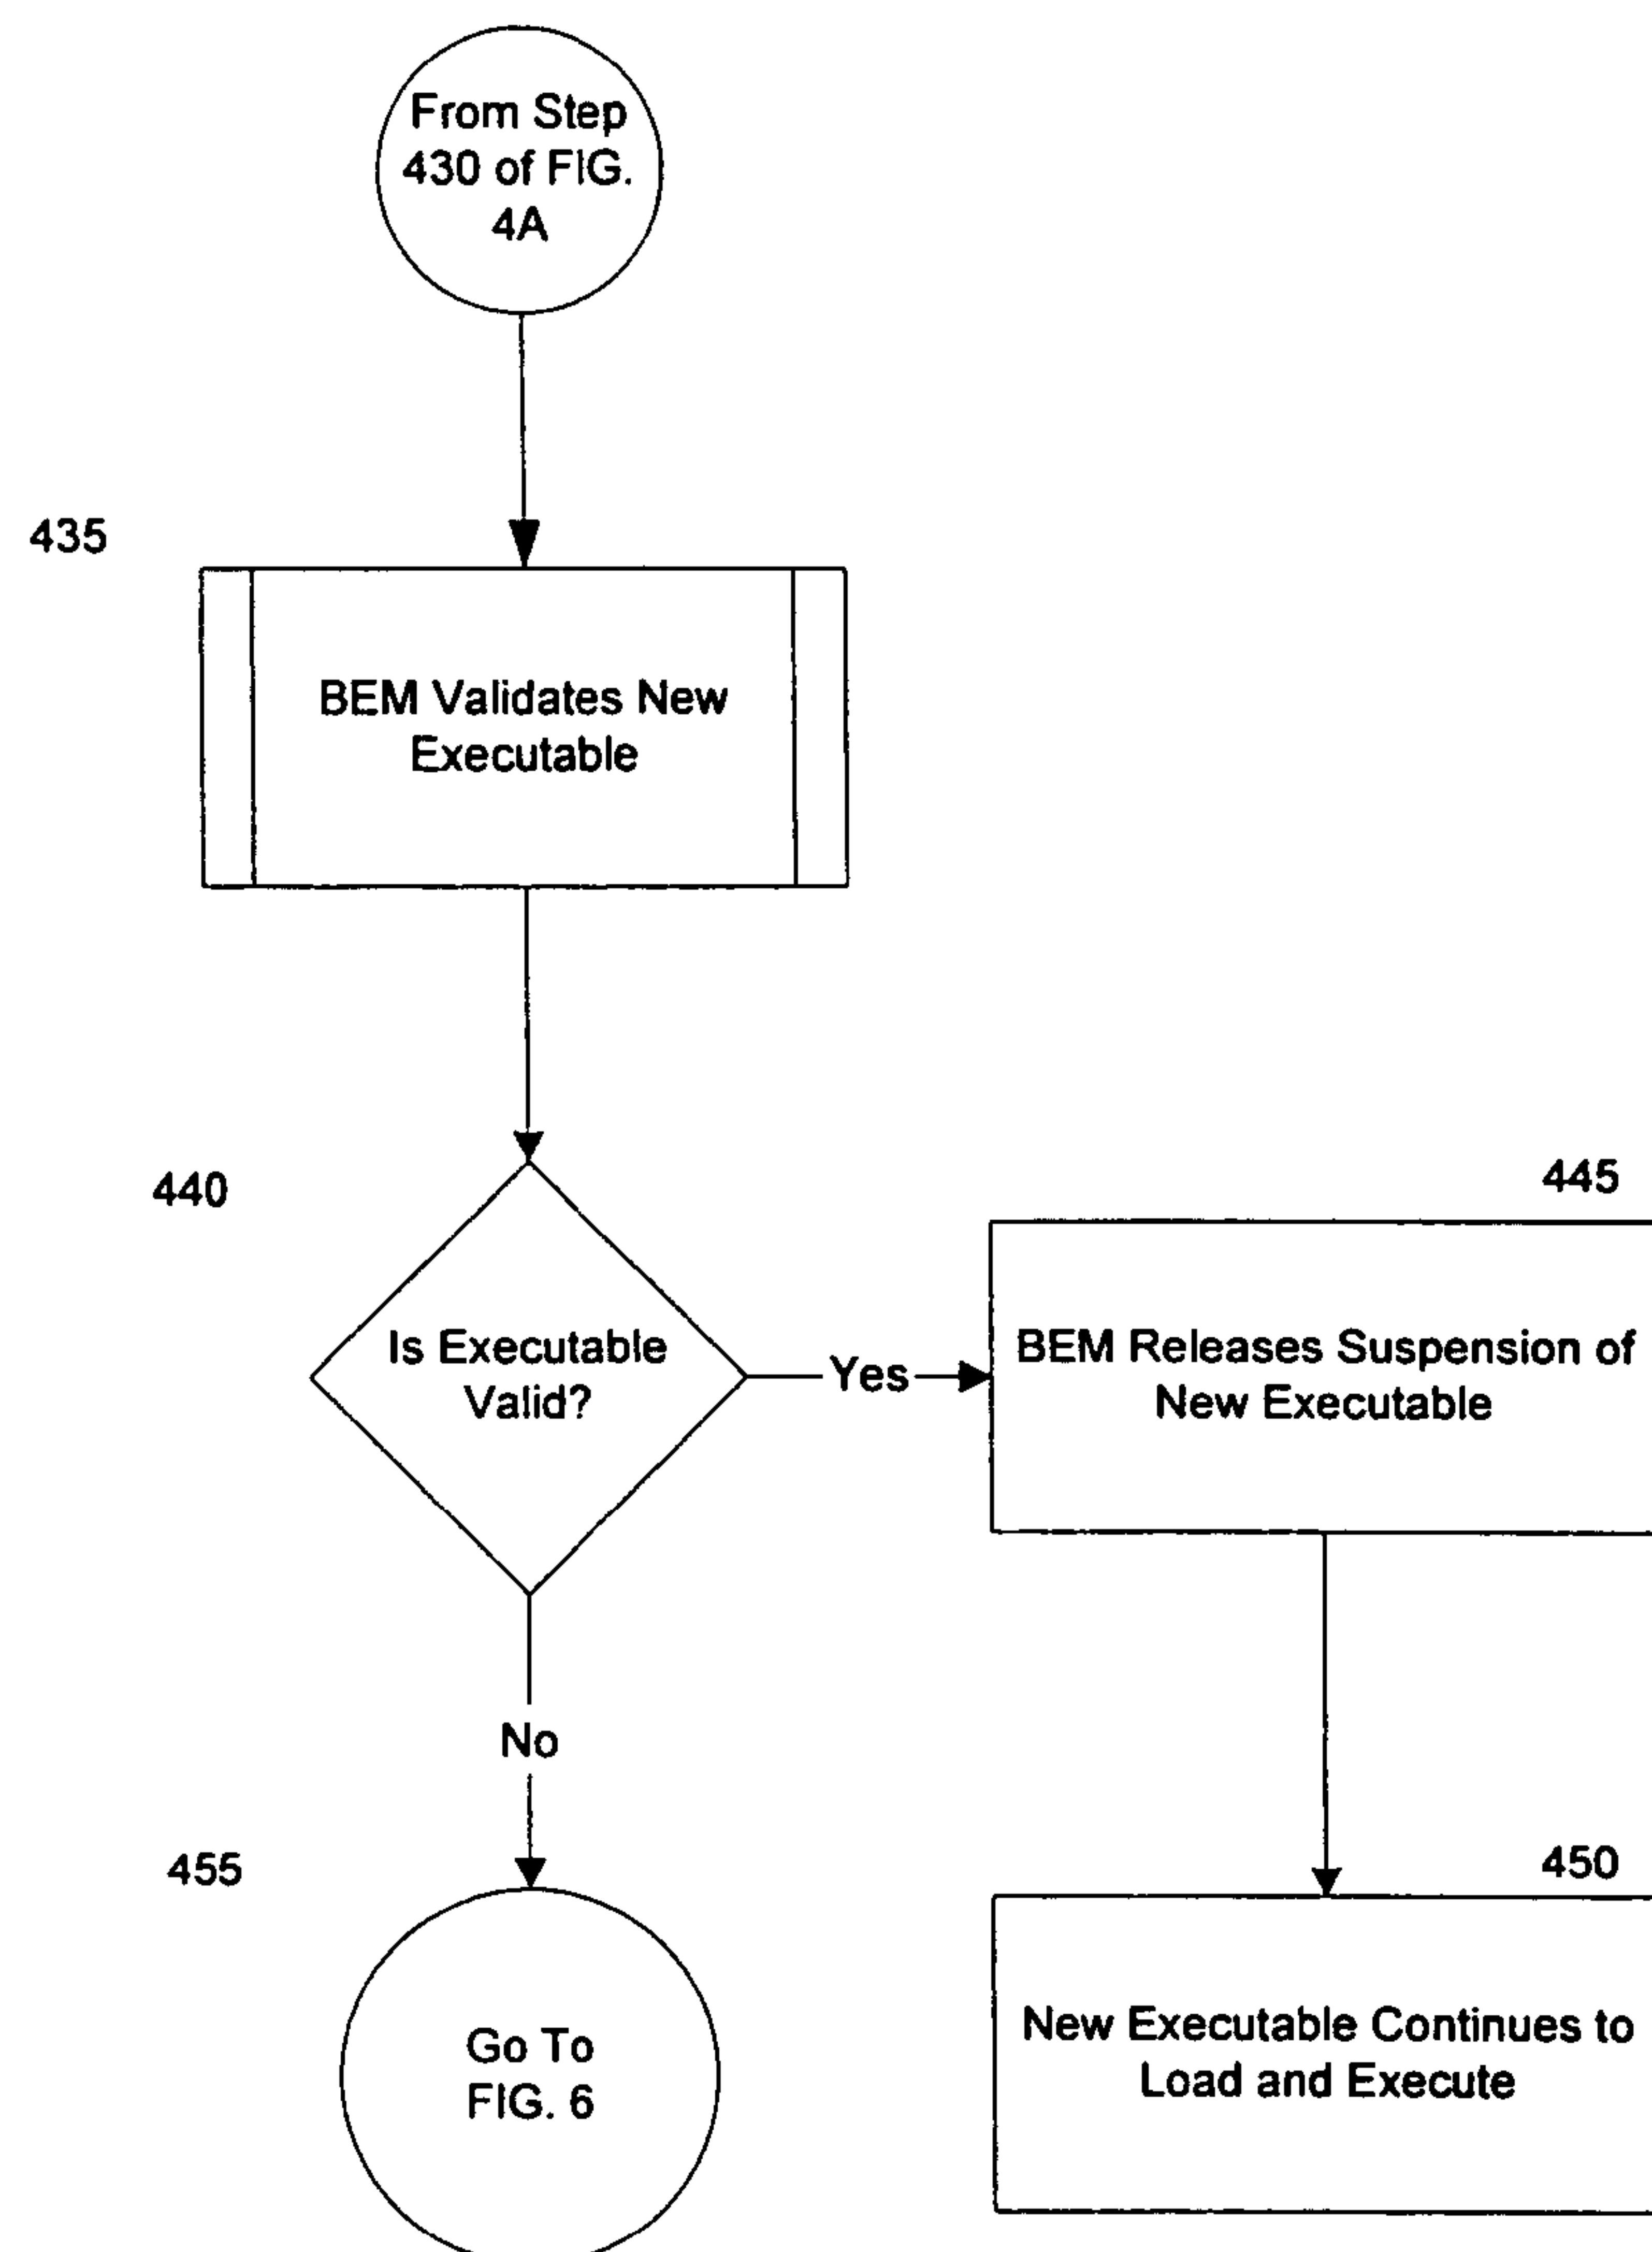 From Step
430 of FIG.
4A
435
BEM Validates New
Executable
440
Is Executable
Valid?
Yes
445
BEM Releases Suspension of
New Executable
No
455
Go To
FIG. 6
450
New Executable Continues to
Load and Execute